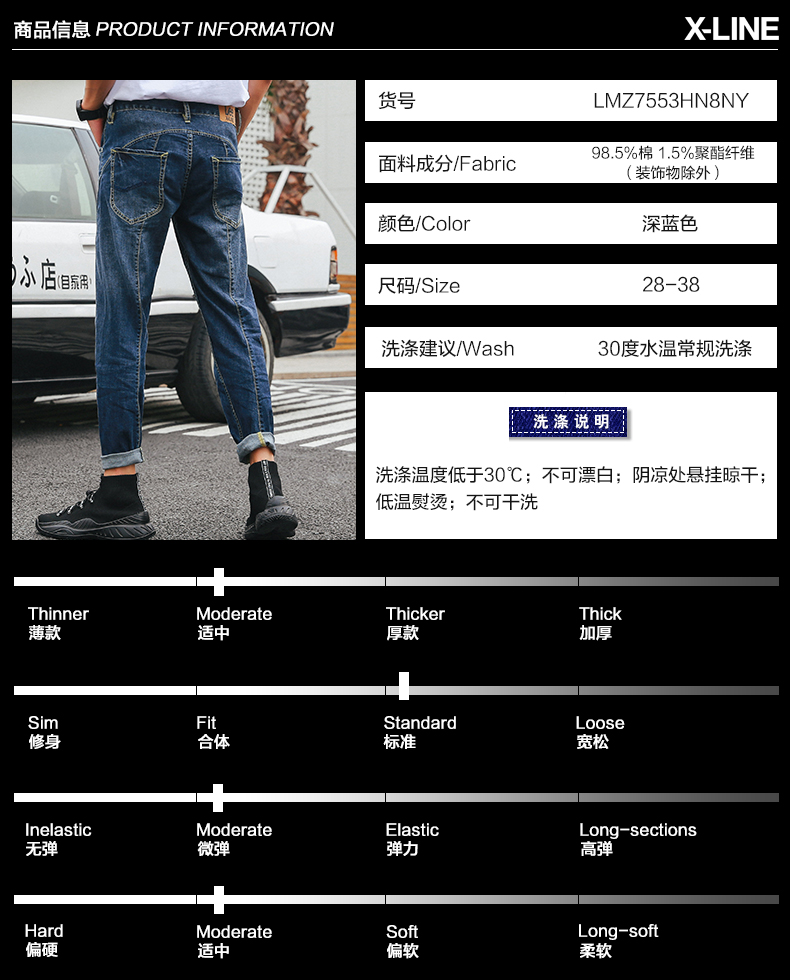 商品信息 PRODUCT INFORMATION
X-LINE
货号 LMZ7553HN8NY
面料成分/Fabric 98.5%棉 1.5%聚酯纤维
（装饰物除外）
颜色/Color 深蓝色
尺码/Size 28-38
洗涤建议/Wash 30度水温常规洗涤
洗涤说明
洗涤温度低于30℃；不可漂白；阴凉处悬挂晾干；
低温熨烫；不可干洗
ふ店(自家用)
Thinner Moderate Thicker Thick
薄款 适中 厚款 加厚
Sim Fit Standard Loose
修身 合体 标准 宽松
Inelastic Moderate Elastic Long-sections
无弹 微弹 弹力 高弹
Hard Moderate Soft Long-soft
偏硬 适中 偏软 柔软